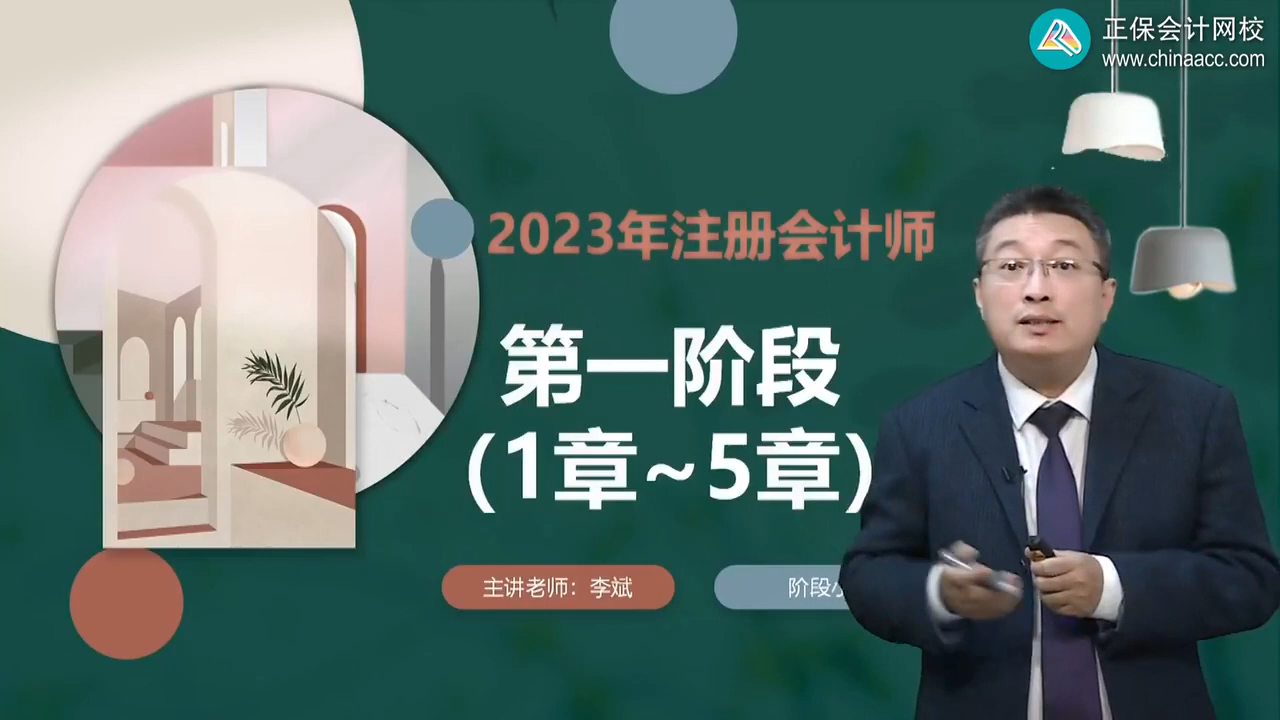 正保会计网校
www.chinaacc.com
2023年注册会计师
第一阶段
(1章~5章)
主讲老师：李斌
阶段